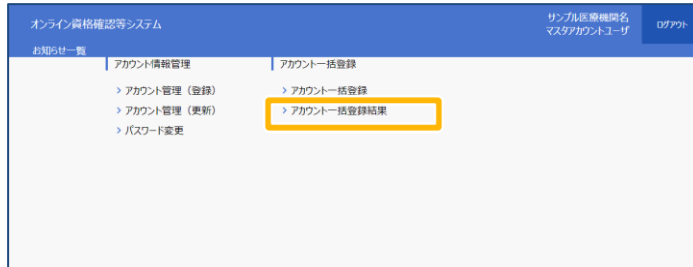 オンライン資格確認等システム
サンプル医療機関名
マスタアカウントユーザ
ログアウト
お知らせ一覧
アカウント情報管理
> アカウント管理（登録）
> アカウント管理（更新）
> パスワード変更
アカウント一括登録
> アカウント一括登録
> アカウント一括登録結果